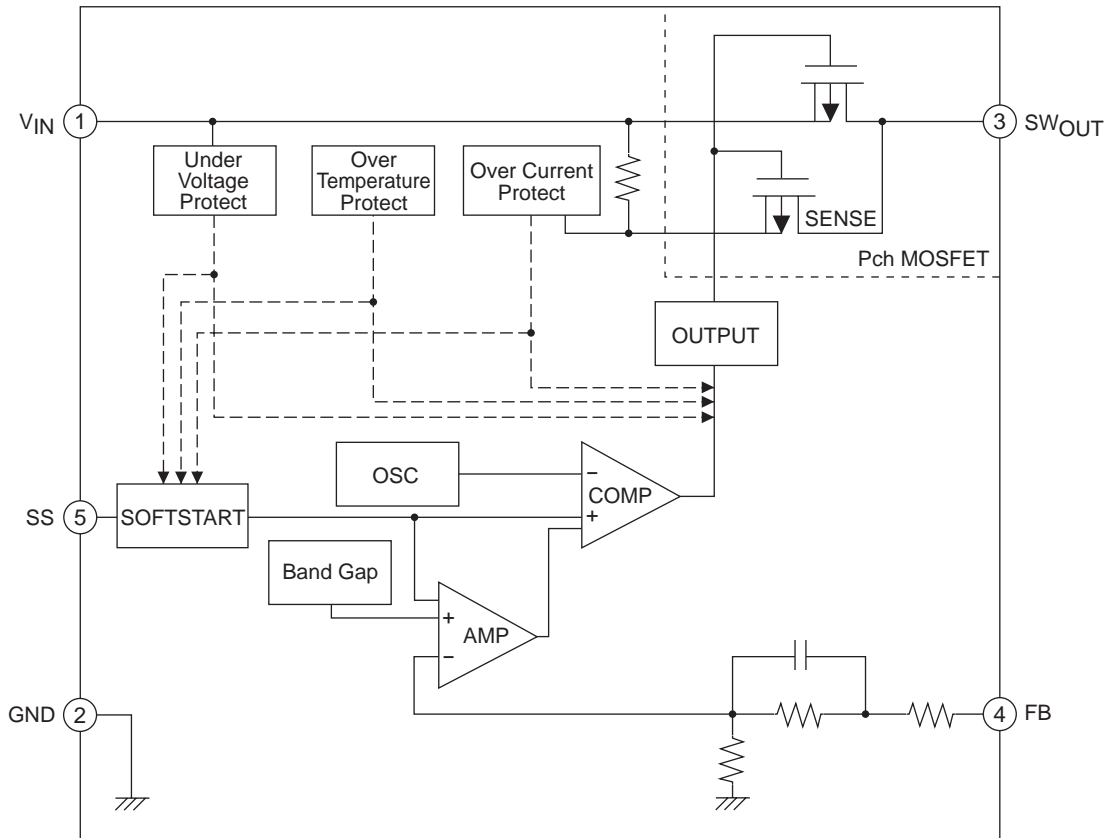 VIN
1
3
SWOUT
Under
Voltage
Protect
Over
Temperature
Protect
Over Current
Protect
SENSE
Pch MOSFET
OUTPUT
OSC
−
COMP
+
SS
5
SOFTSTART
Band Gap
+
AMP
−
GND
2
4
FB